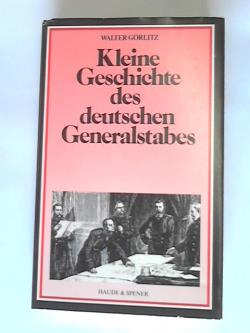 WALTER GÖRLITZ
Kleine
Geschichte
des
deutschen
Generalstabes
HAUDE & SPENER